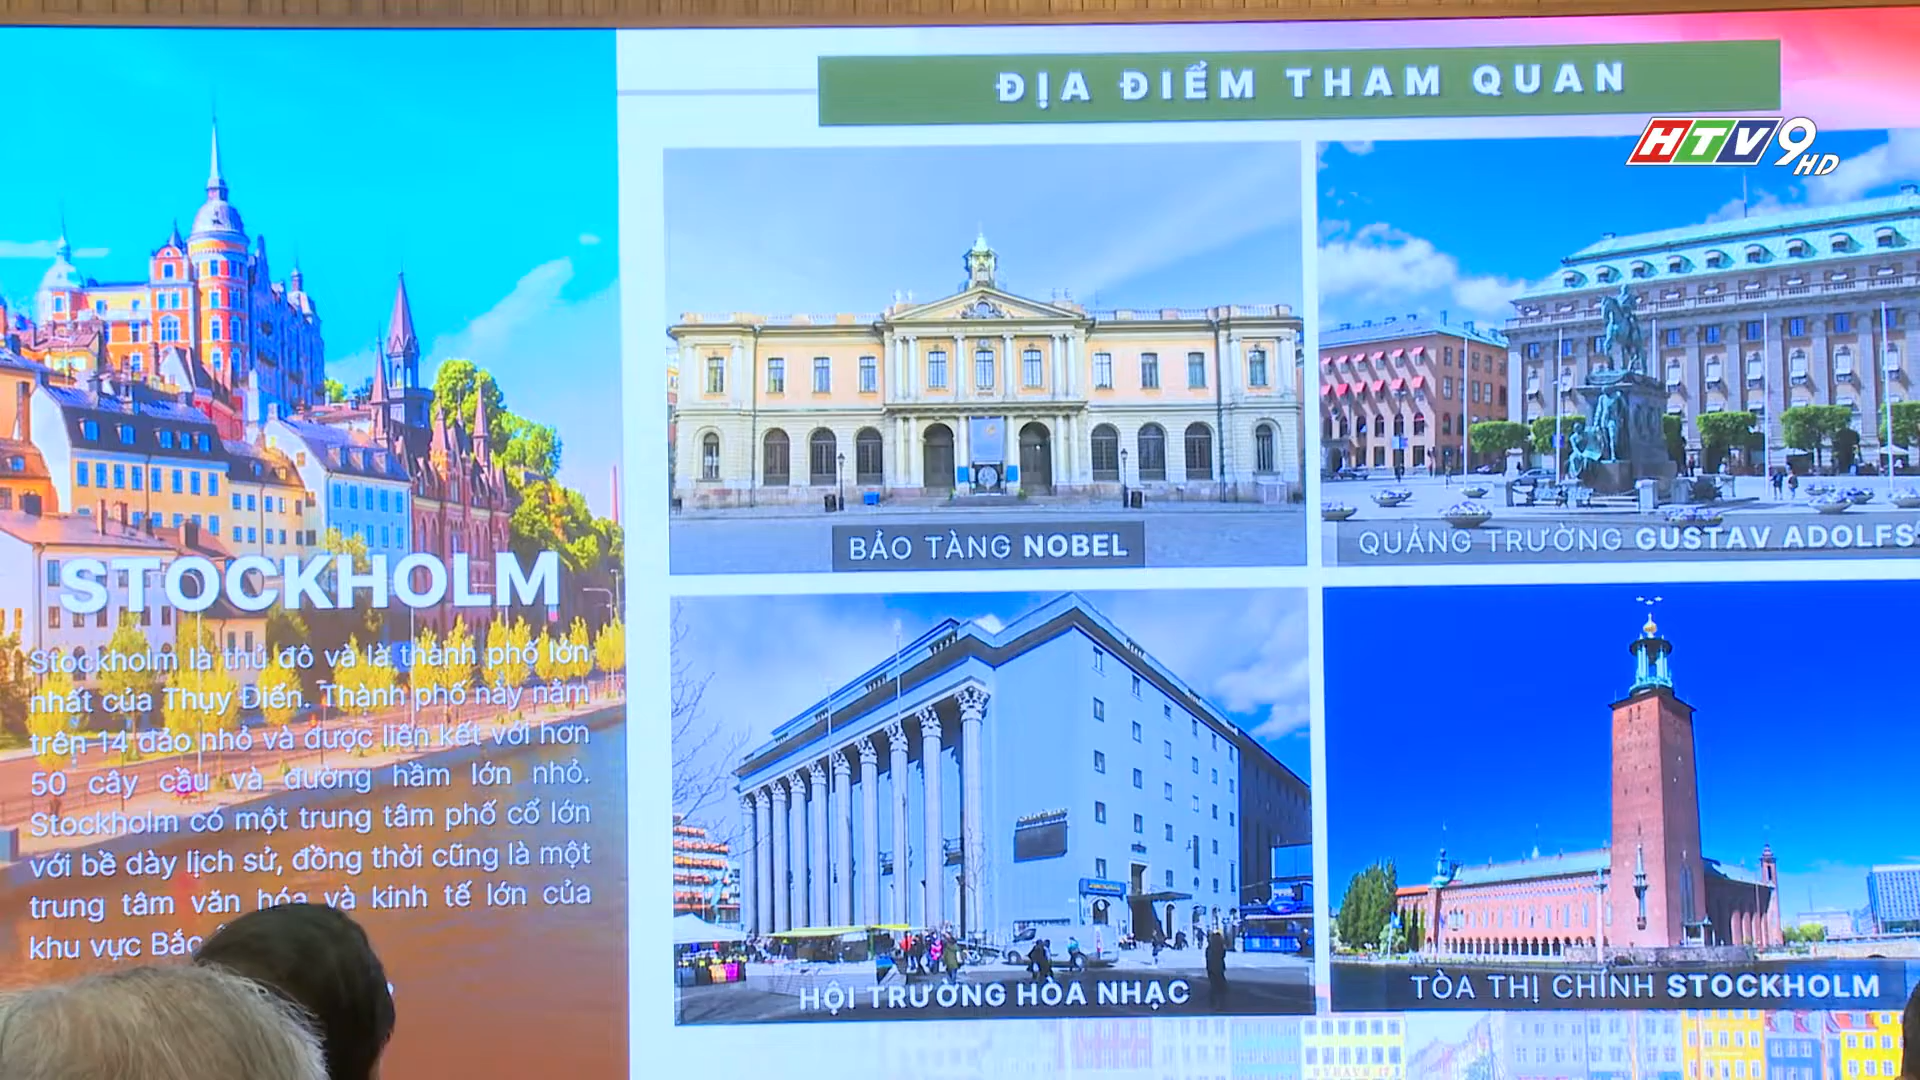 ĐỊA ĐIỂM THAM QUAN
HTV9 HD
BẢO TÀNG NOBEL
QUẢNG TRƯỜNG GUSTAV ADOLFS
STOCKHOLM
Stockholm là thủ đô và là thành phố lớn
nhất của Thụy Điển. Thành phố này nằm
trên 14 đảo nhỏ và được liên kết với hơn
50 cây cầu và đường hầm lớn nhỏ.
Stockholm có một trung tâm phố cổ lớn
với bề dày lịch sử, đồng thời cũng là một
trung tâm văn hóa và kinh tế lớn của
khu vực Bắc
HỘI TRƯỜNG HÒA NHẠC
TÒA THỊ CHÍNH STOCKHOLM